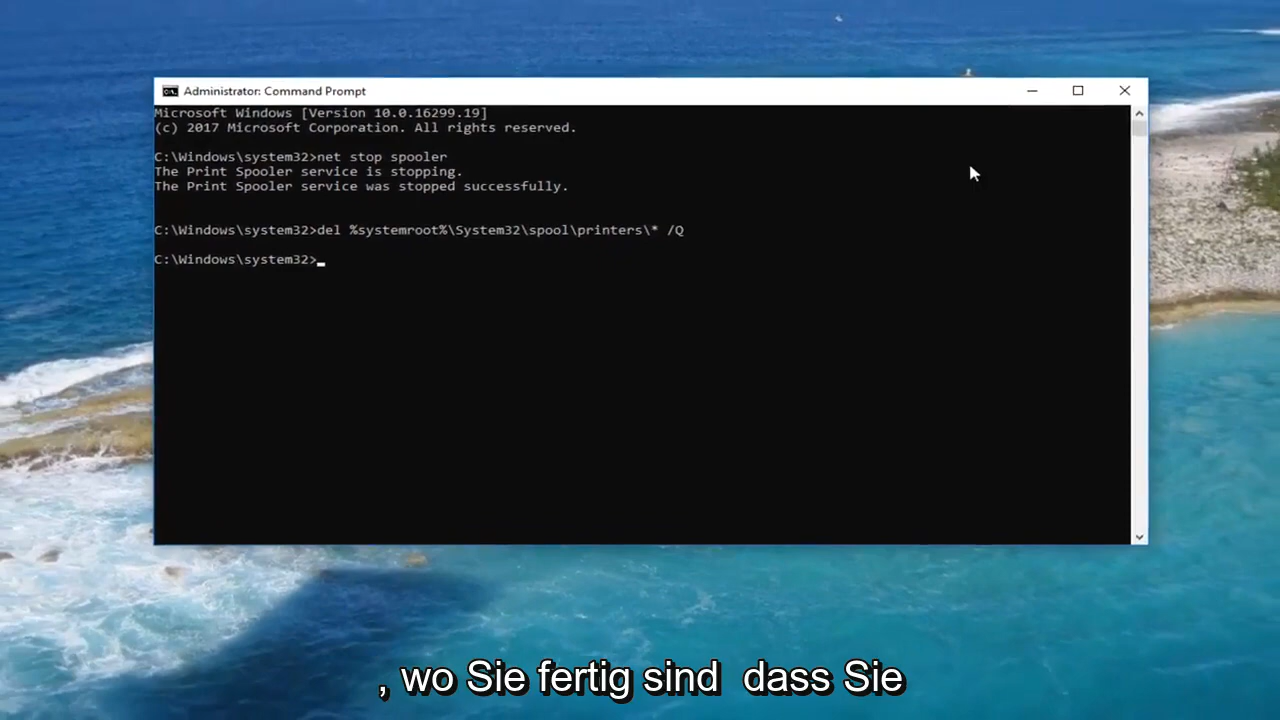 Administrator: Command Prompt
Microsoft Windows [Version 10.0.16299.19]
(c) 2017 Microsoft Corporation. All rights reserved.
C:\Windows\system32>net stop spooler
The Print Spooler service is stopping.
The Print Spooler service was stopped successfully.
C:\Windows\system32>del %systemroot%\System32\spool\printers\* /Q
C:\Windows\system32>
, wo Sie fertig sind  dass Sie